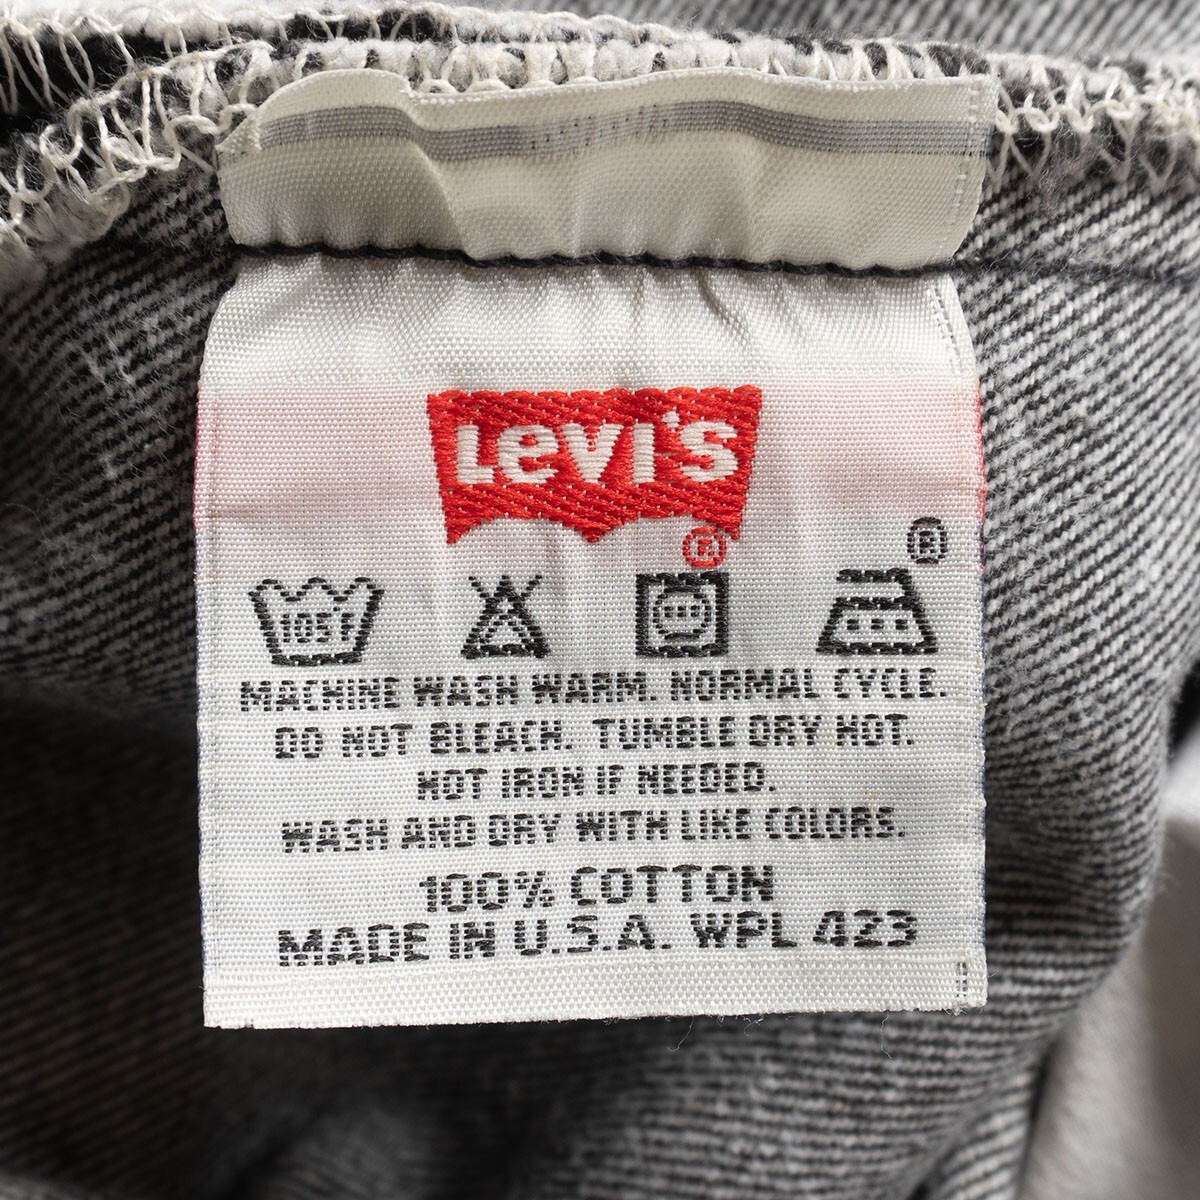 Levi's
®
®
105F
MACHINE WASH WARM. NORMAL CYCLE.
DO NOT BLEACH. TUMBLE DRY HOT.
HOT IRON IF NEEDED.
WASH AND DRY WITH LIKE COLORS.
100% COTTON
MADE IN U.S.A. WPL 423